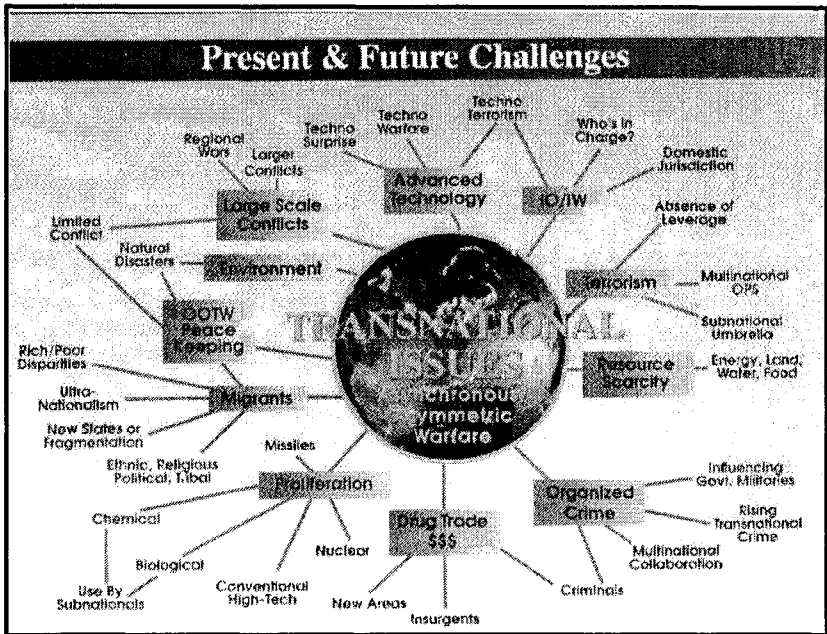 Present & Future Challenges
Techno
Surprise
Techno
Warfare
Techno
Terrorism
Who's in
Charge?
Regional
Wars
Larger
Conflicts
Domestic
Jurisdiction
Advanced
Technology
IO/IW
Large Scale
Conflicts
Absence of
Leverage
Limited
Conflict
Natural
Disasters
Environment
Terrorism
Multinational
OPS
OOTW
Peace
Keeping
Subnational
Umbrella
TRANSNATIONAL
ISSUES
Rich/Poor
Disparities
Resource
Scarcity
Energy, Land,
Water, Food
Ultra-
Nationalism
Migrants
chronous
ymmetric
Warfare
New States or
Fragmentation
Ethnic, Religious
Political, Tribal
Missiles
Proliferation
Influencing
Govt. Militaries
Organized
Crime
Rising
Transnational
Crime
Chemical
Drug Trade
$$$
Nuclear
Multinational
Collaboration
Biological
Conventional
High-Tech
Criminals
Use By
Subnationals
New Areas
Insurgents